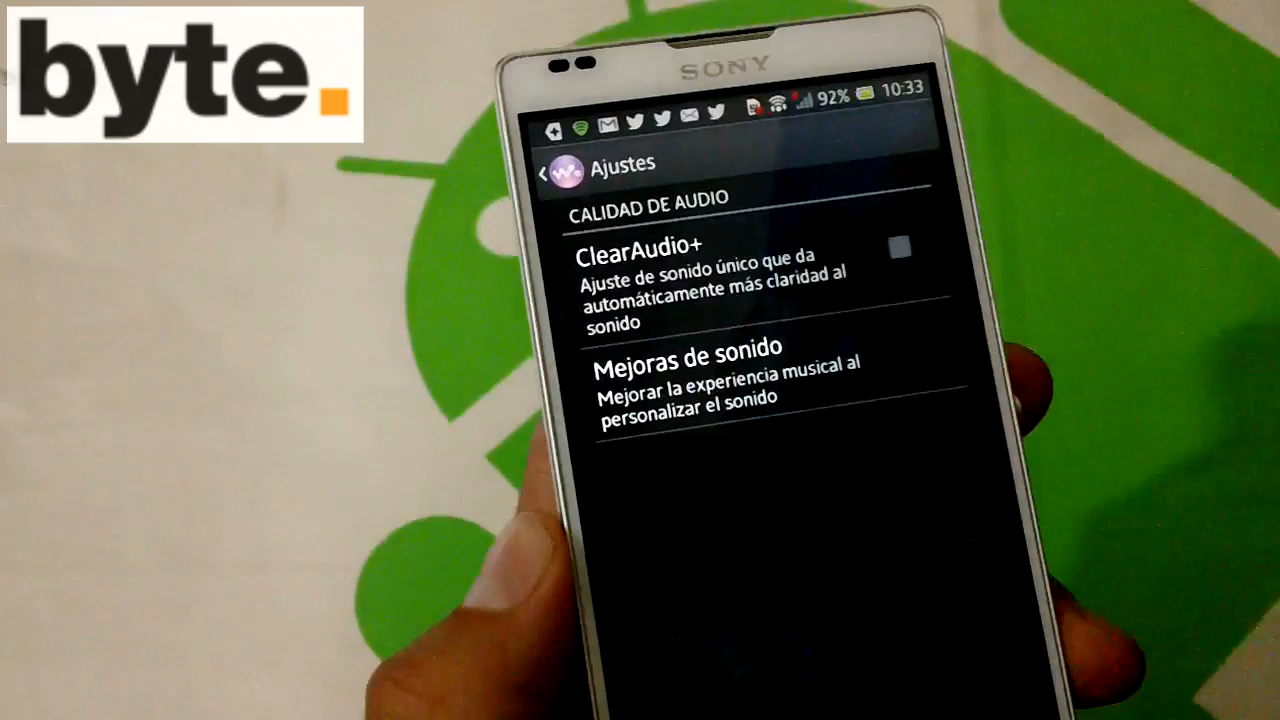 byte.
SONY
92% 10:33
Ajustes
CALIDAD DE AUDIO
ClearAudio+
Ajuste de sonido único que da
automáticamente más claridad al
sonido
Mejoras de sonido
Mejorar la experiencia musical al
personalizar el sonido